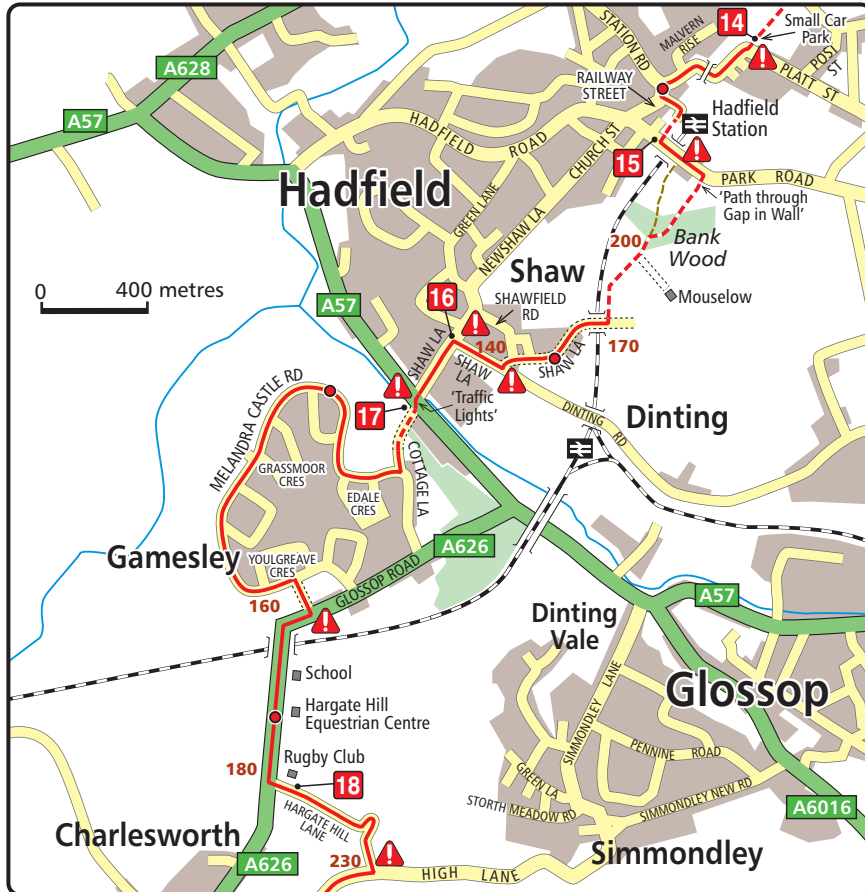 14
Small Car
Park
STATION RD
MALVERN
RISE
POST
ST
PLATT ST
A628
A57
RAILWAY
STREET
Hadfield
Station
HADFIELD ROAD
CHURCH ST
15
PARK ROAD
'Path through
Gap in Wall'
Hadfield
GREEN LANE
NEWSHAW LA
200
Bank
Wood
Mouselow
0 400 metres
A57
Shaw
16
SHAWFIELD
RD
140
SHAW LA
SHAW
LA
SHAW LA
170
'Traffic
Lights'
17
DINTING
RD
Dinting
MELANDRA CASTLE RD
GRASSMOOR
CRES
EDALE
CRES
COTTAGE LA
Gamesley
YOULGREAVE
CRES
A626
GLOSSOP ROAD
160
A57
Dinting
Vale
School
Hargate Hill
Equestrian Centre
Glossop
SIMMONDLEY LANE
PENNINE ROAD
Rugby Club
180
18
GREEN LA
STORTH MEADOW RD
SIMMONDLEY NEW RD
A6016
HARGATE HILL
LANE
Charlesworth
A626
230
HIGH LANE
Simmondley